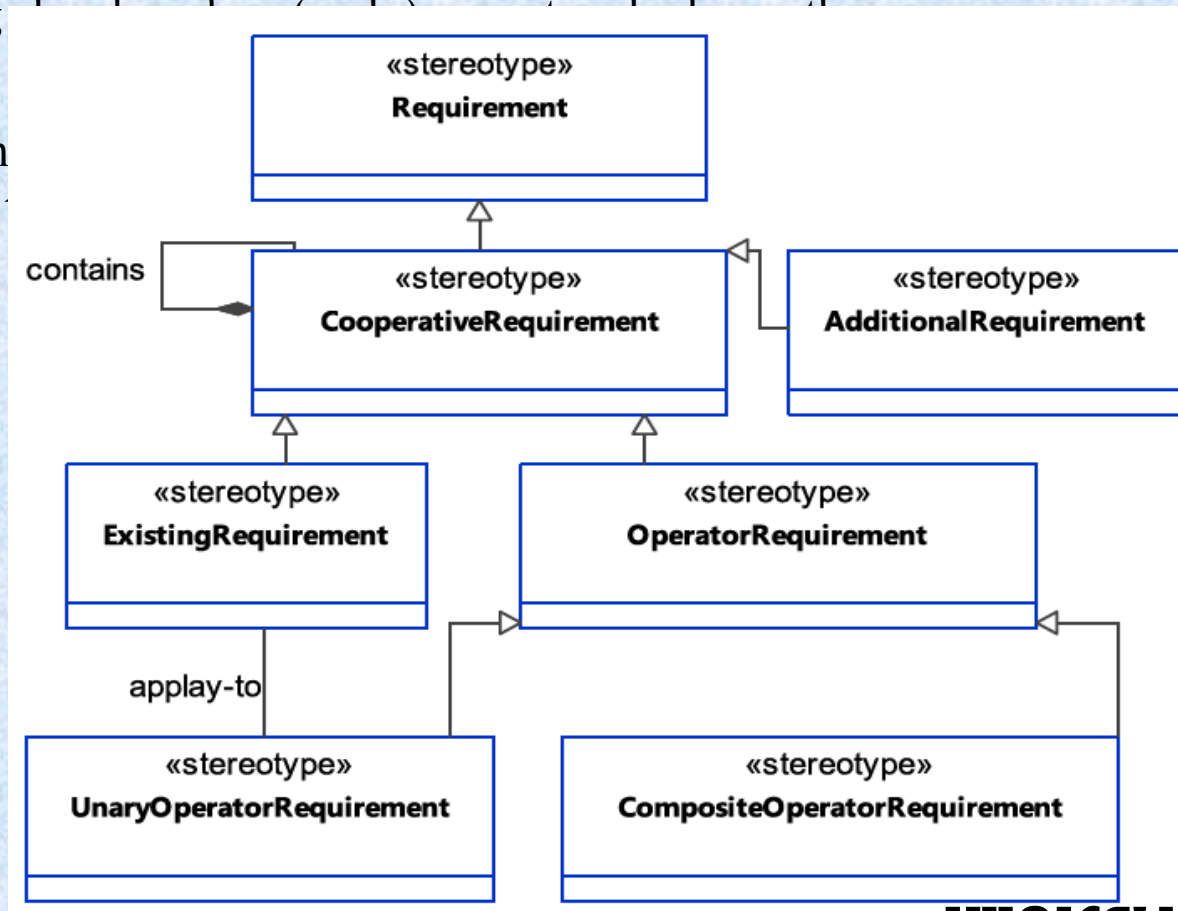 «stereotype»
Requirement
contains
«stereotype»
CooperativeRequirement
«stereotype»
AdditionalRequirement
«stereotype»
ExistingRequirement
«stereotype»
OperatorRequirement
applay-to
«stereotype»
UnaryOperatorRequirement
«stereotype»
CompositeOperatorRequirement